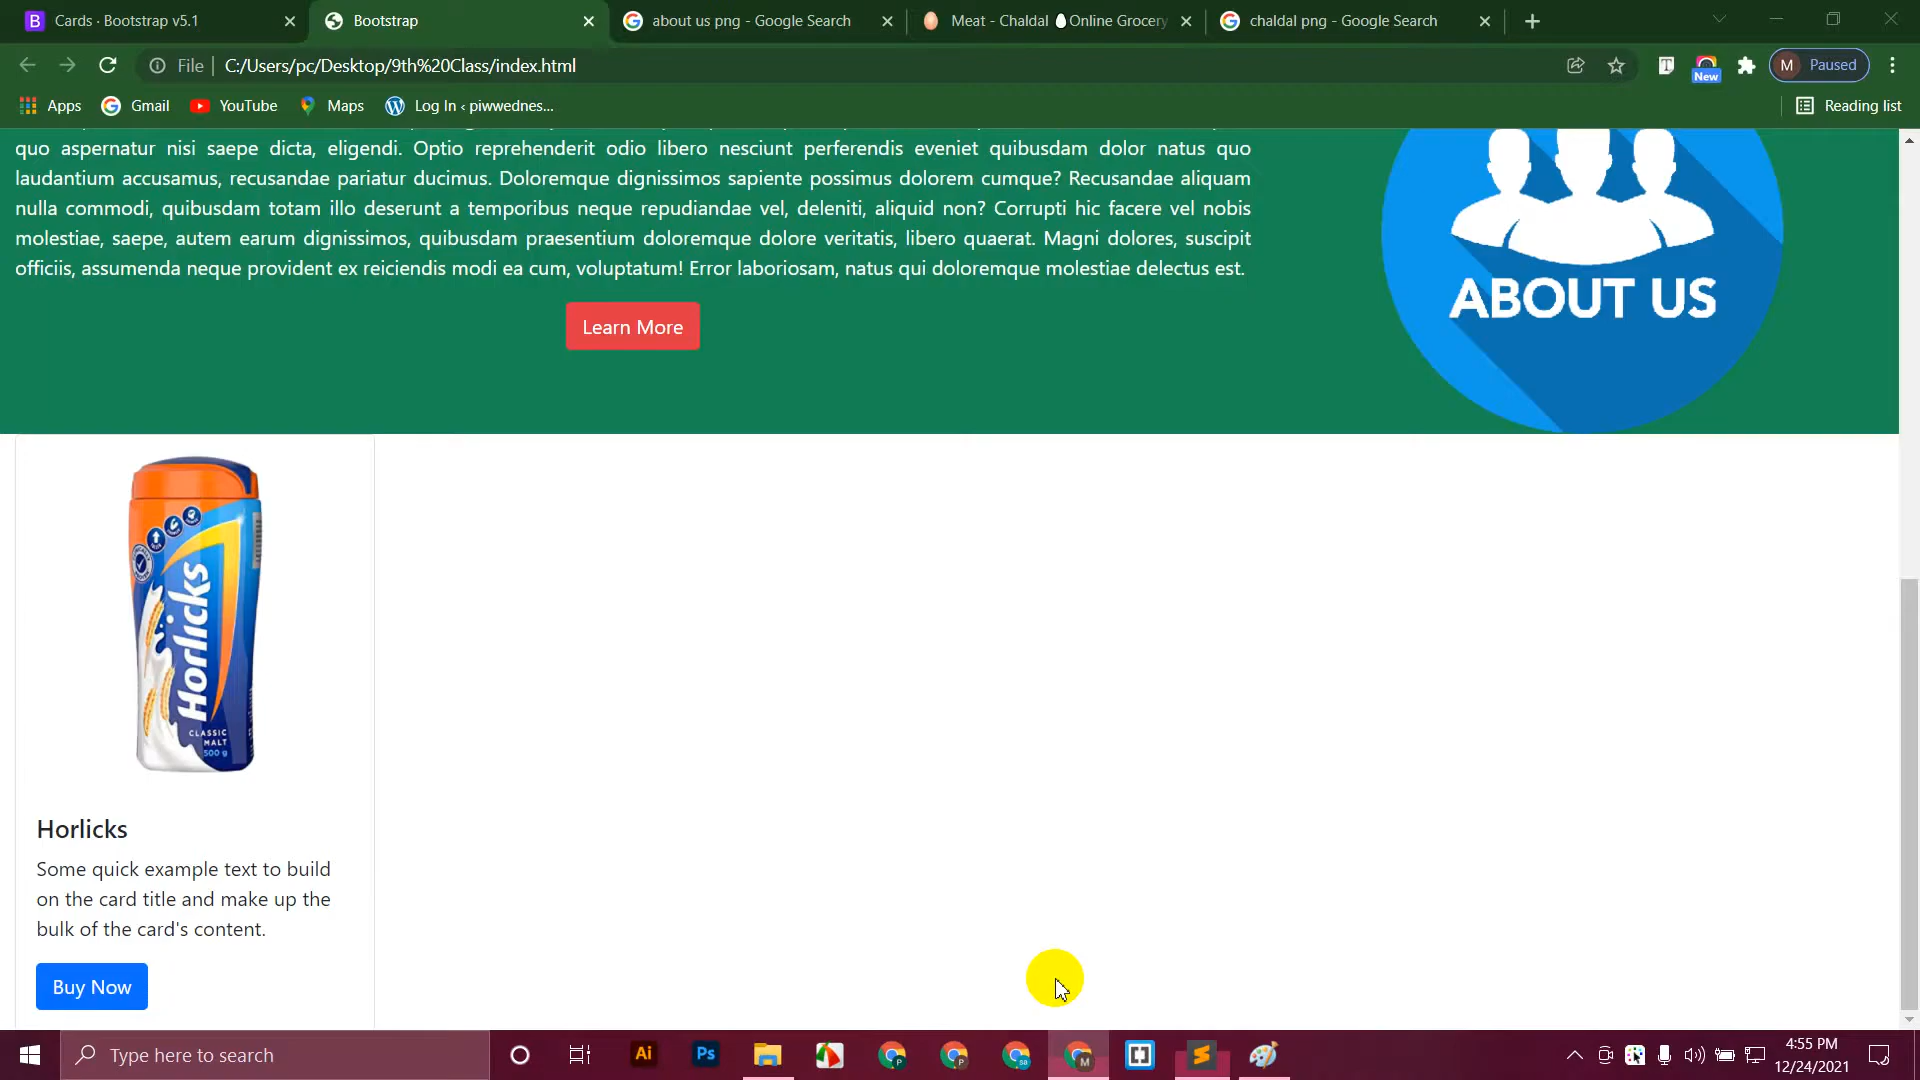 Cards · Bootstrap v5.1
Bootstrap
about us png - Google Search
Meat - Chaldal Online Grocery
chaldal png - Google Search
File
C:/Users/pc/Desktop/9th%20Class/index.html
New
M
Paused
Apps
Gmail
YouTube
Maps
Log In ‹ piwwednes...
Reading list
quo aspernatur nisi saepe dicta, eligendi. Optio reprehenderit odio libero nesciunt perferendis eveniet quibusdam dolor natus quo
laudantium accusamus, recusandae pariatur ducimus. Doloremque dignissimos sapiente possimus dolorem cumque? Recusandae aliquam
nulla commodi, quibusdam totam illo deserunt a temporibus neque repudiandae vel, deleniti, aliquid non? Corrupti hic facere vel nobis
molestiae, saepe, autem earum dignissimos, quibusdam praesentium doloremque dolore veritatis, libero quaerat. Magni dolores, suscipit
officiis, assumenda neque provident ex reiciendis modi ea cum, voluptatum! Error laboriosam, natus qui doloremque molestiae delectus est.
Learn More
ABOUT US
Horlicks
CLASSIC
MALT
500 g
Horlicks
Some quick example text to build
on the card title and make up the
bulk of the card's content.
Buy Now
Type here to search
Ai
Ps
4:55 PM
12/24/2021